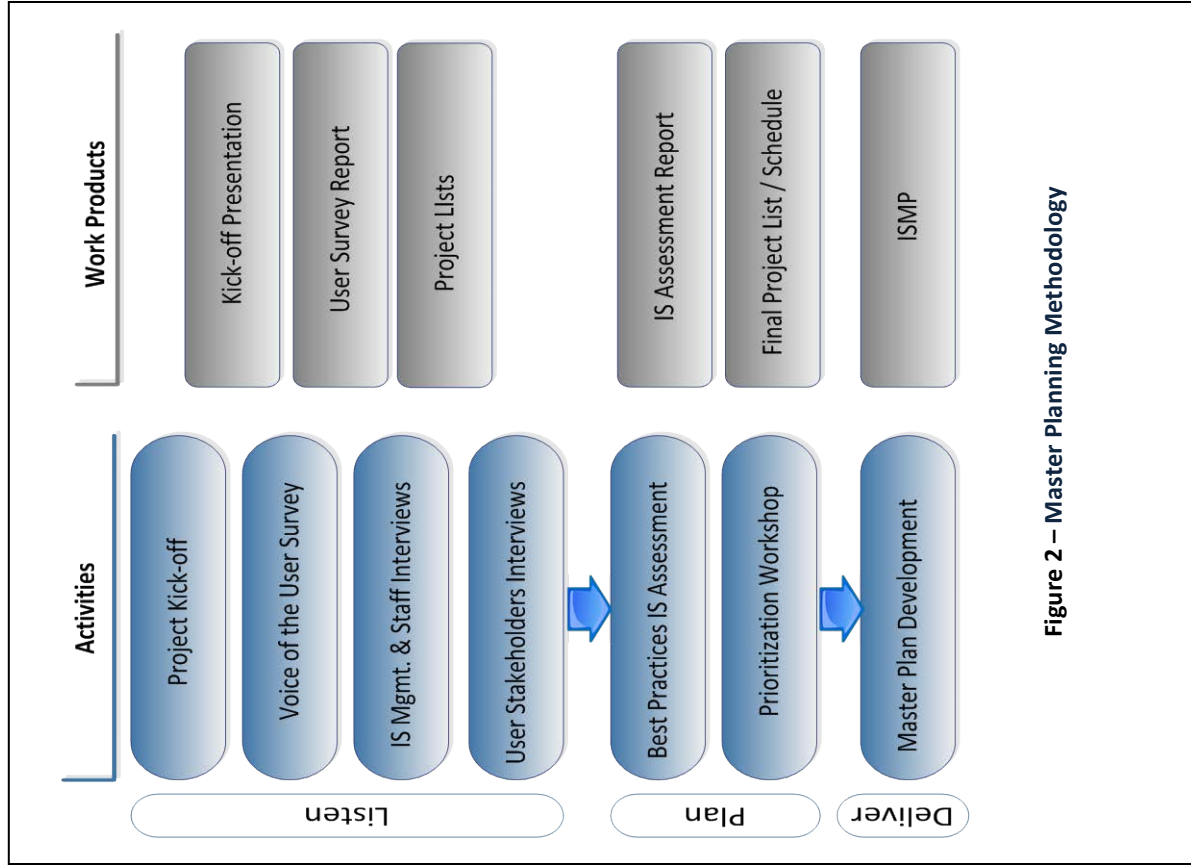 Activities
Work Products
Listen
Project Kick-off
Kick-off Presentation
Voice of the User Survey
User Survey Report
IS Mgmt. & Staff Interviews
Project LIsts
User Stakeholders Interviews
Plan
Best Practices IS Assessment
IS Assessment Report
Prioritization Workshop
Final Project List / Schedule
Deliver
Master Plan Development
ISMP
Figure 2 – Master Planning Methodology